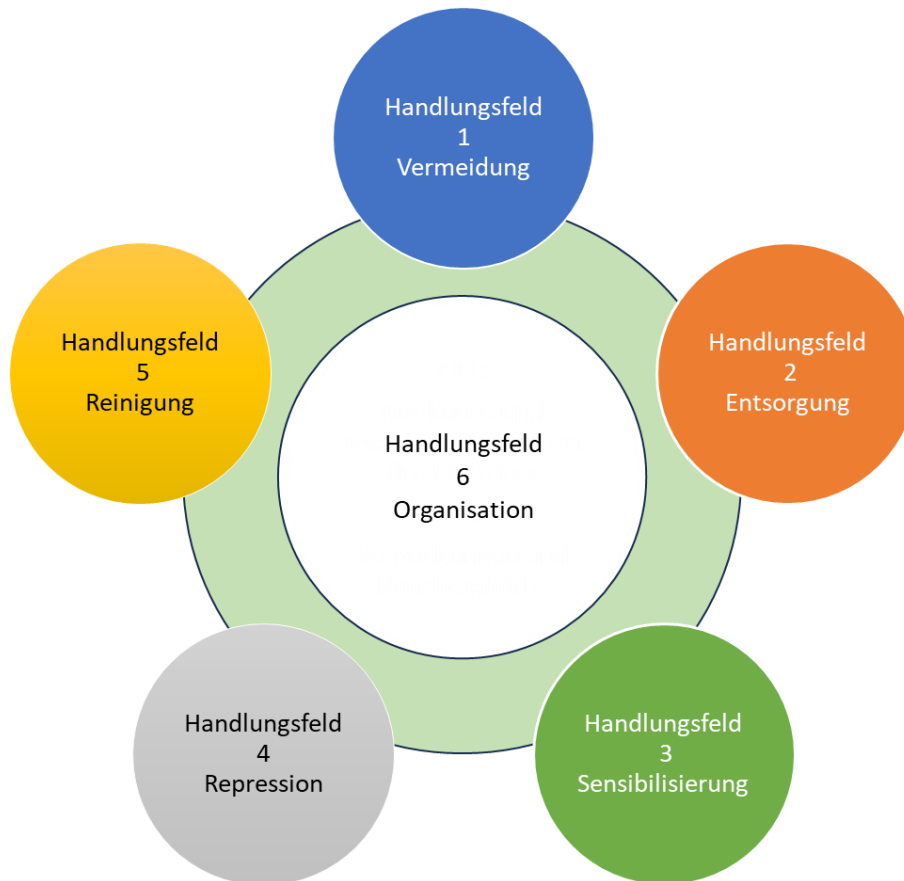 Handlungsfeld
1
Vermeidung
Handlungsfeld
2
Entsorgung
Handlungsfeld
3
Sensibilisierung
Handlungsfeld
4
Repression
Handlungsfeld
5
Reinigung
Handlungsfeld
6
Organisation